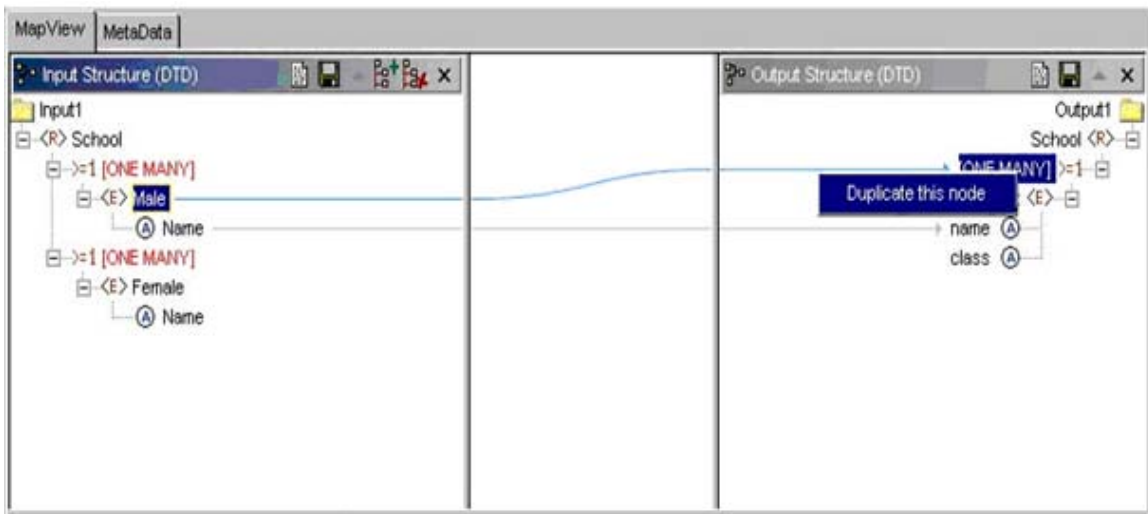 MapView MetaData
Input Structure (DTD)
Input1
<R> School
>=1 [ONE MANY]
<E> Male
A Name
>=1 [ONE MANY]
<E> Female
A Name
Output Structure (DTD)
Output1
School <R>
[ONE MANY] >=1
Duplicate this node
<E>
name A
class A